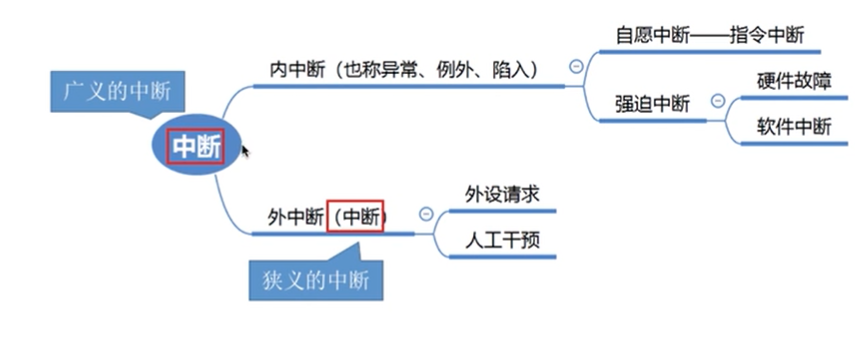 自愿中断——指令中断
内中断（也称异常、例外、陷入）
硬件故障
广义的中断
强迫中断
软件中断
中断
外设请求
外中断（中断）
人工干预
狭义的中断